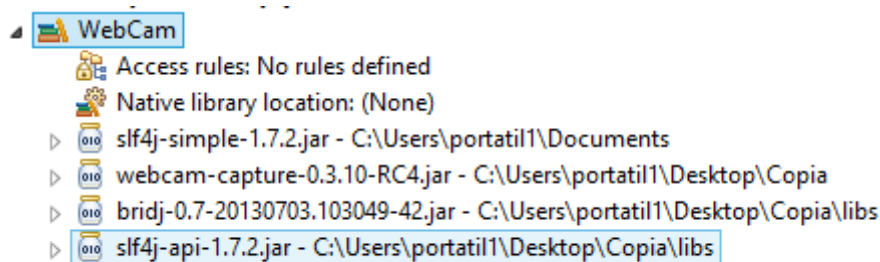 WebCam
Access rules: No rules defined
Native library location: (None)
slf4j-simple-1.7.2.jar - C:\Users\portatil1\Documents
webcam-capture-0.3.10-RC4.jar - C:\Users\portatil1\Desktop\Copia
bridj-0.7-20130703.103049-42.jar - C:\Users\portatil1\Desktop\Copia\libs
slf4j-api-1.7.2.jar - C:\Users\portatil1\Desktop\Copia\libs